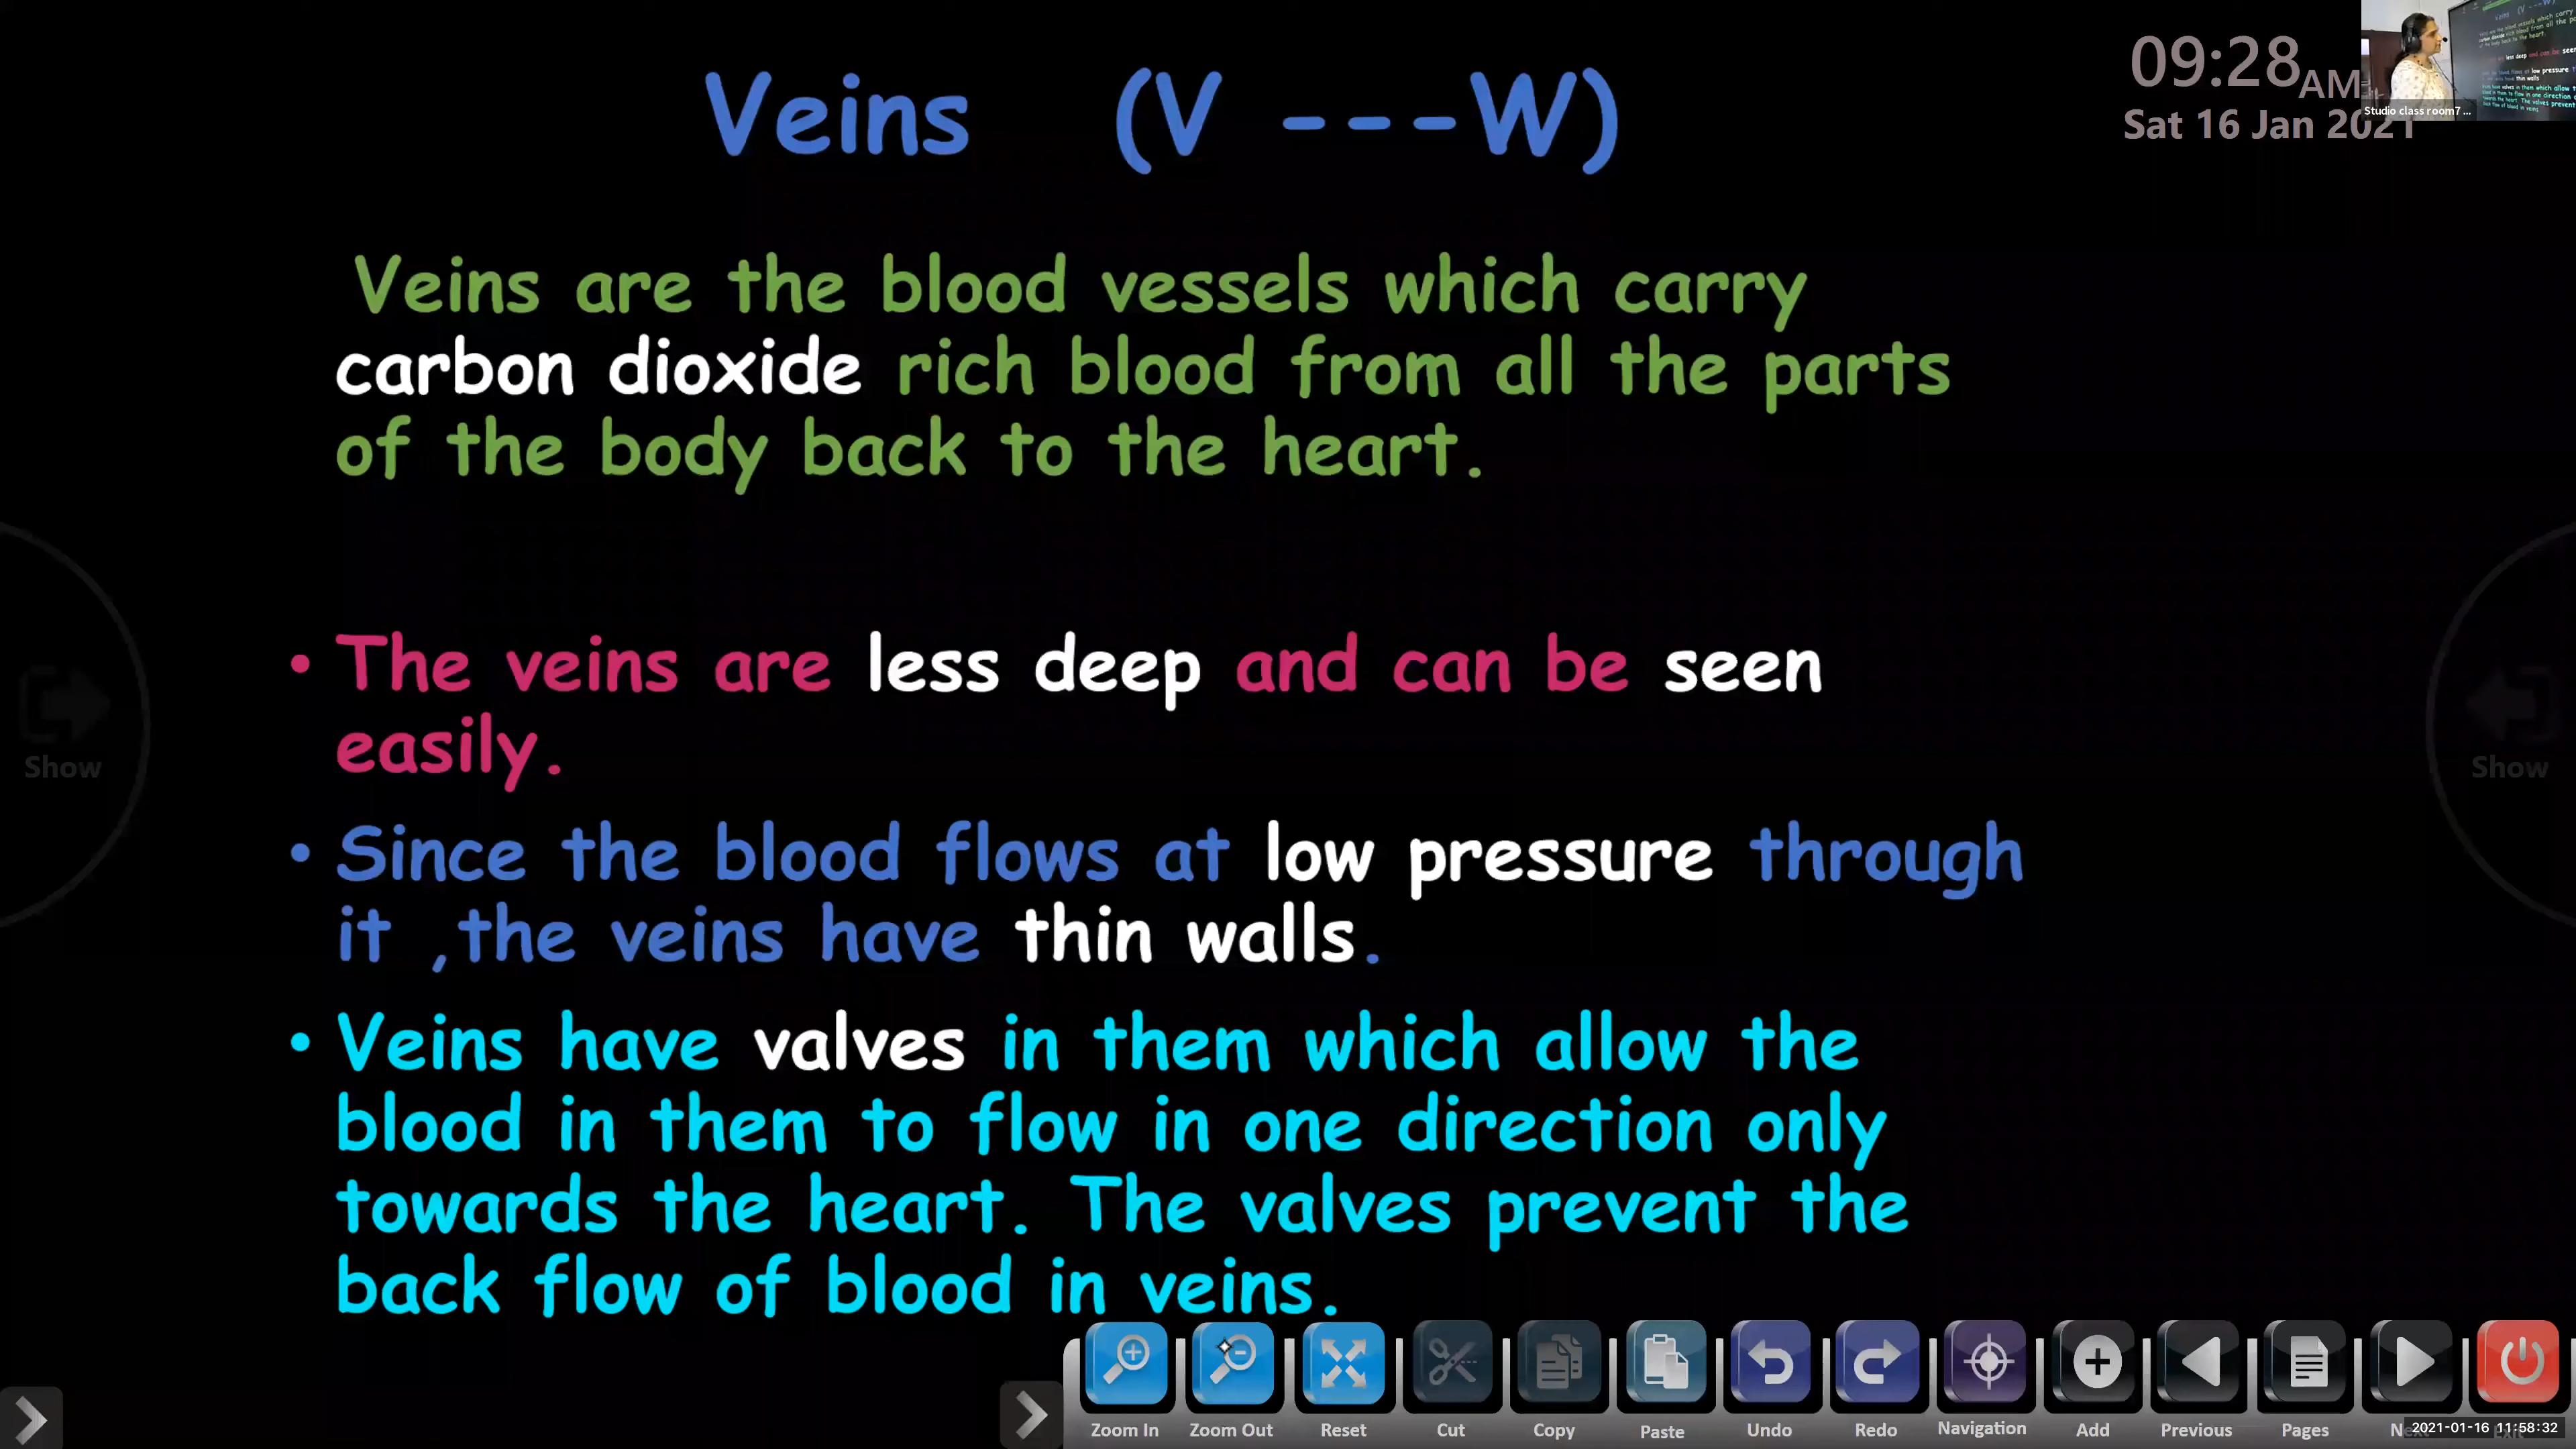 Veins (V ---W)
09:28AM
Sat 16 Jan 2021
Studio class room7 ...
Veins are the blood vessels which carry
carbon dioxide rich blood from all the parts
of the body back to the heart.
• The veins are less deep and can be seen
easily.
Show
Show
• Since the blood flows at low pressure through
it ,the veins have thin walls.
• Veins have valves in them which allow the
blood in them to flow in one direction only
towards the heart. The valves prevent the
back flow of blood in veins.
Zoom In Zoom Out Reset Cut Copy Paste Undo Redo Navigation Add Previous Pages
2021-01-16 11:58:32